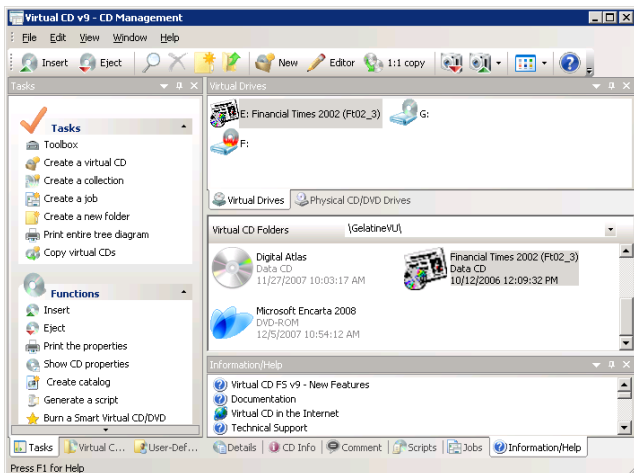 Virtual CD v9 - CD Management
File Edit View Window Help
Insert Eject New Editor 1:1 copy
Tasks
Virtual Drives
Tasks
Toolbox
Create a virtual CD
Create a collection
Create a job
Create a new folder
Print entire tree diagram
Copy virtual CDs
Functions
Insert
Eject
Print the properties
Show CD properties
Create catalog
Generate a script
Burn a Smart Virtual CD/DVD
E: Financial Times 2002 (Ft02_3)
G:
F:
Virtual Drives Physical CD/DVD Drives
Virtual CD Folders \GelatineVU\
Digital Atlas
Data CD
11/27/2007 10:03:17 AM
Financial Times 2002 (Ft02_3)
Data CD
10/12/2006 12:09:32 PM
Microsoft Encarta 2008
DVD-ROM
12/5/2007 10:54:12 AM
Information/Help
Virtual CD FS v9 - New Features
Documentation
Virtual CD in the Internet
Technical Support
Tasks Virtual C... User-Def... Details CD Info Comment Scripts Jobs Information/Help
Press F1 for Help